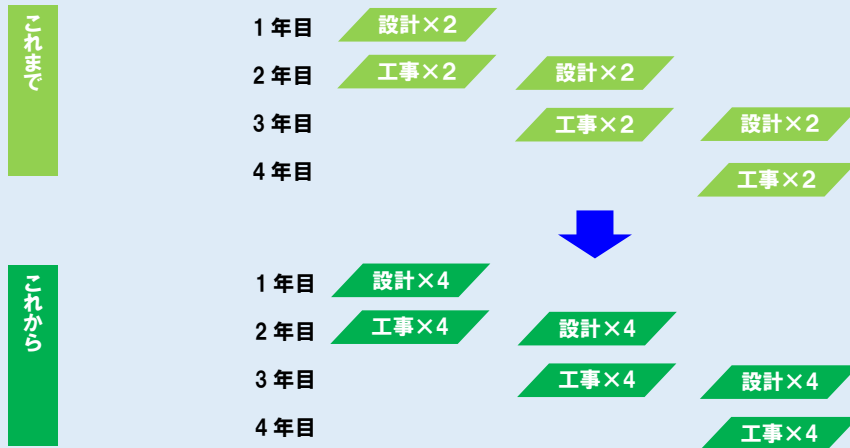 これまで
1年目 設計×2
2年目 工事×2 設計×2
3年目 工事×2 設計×2
4年目 工事×2
これから
1年目 設計×4
2年目 工事×4 設計×4
3年目 工事×4 設計×4
4年目 工事×4